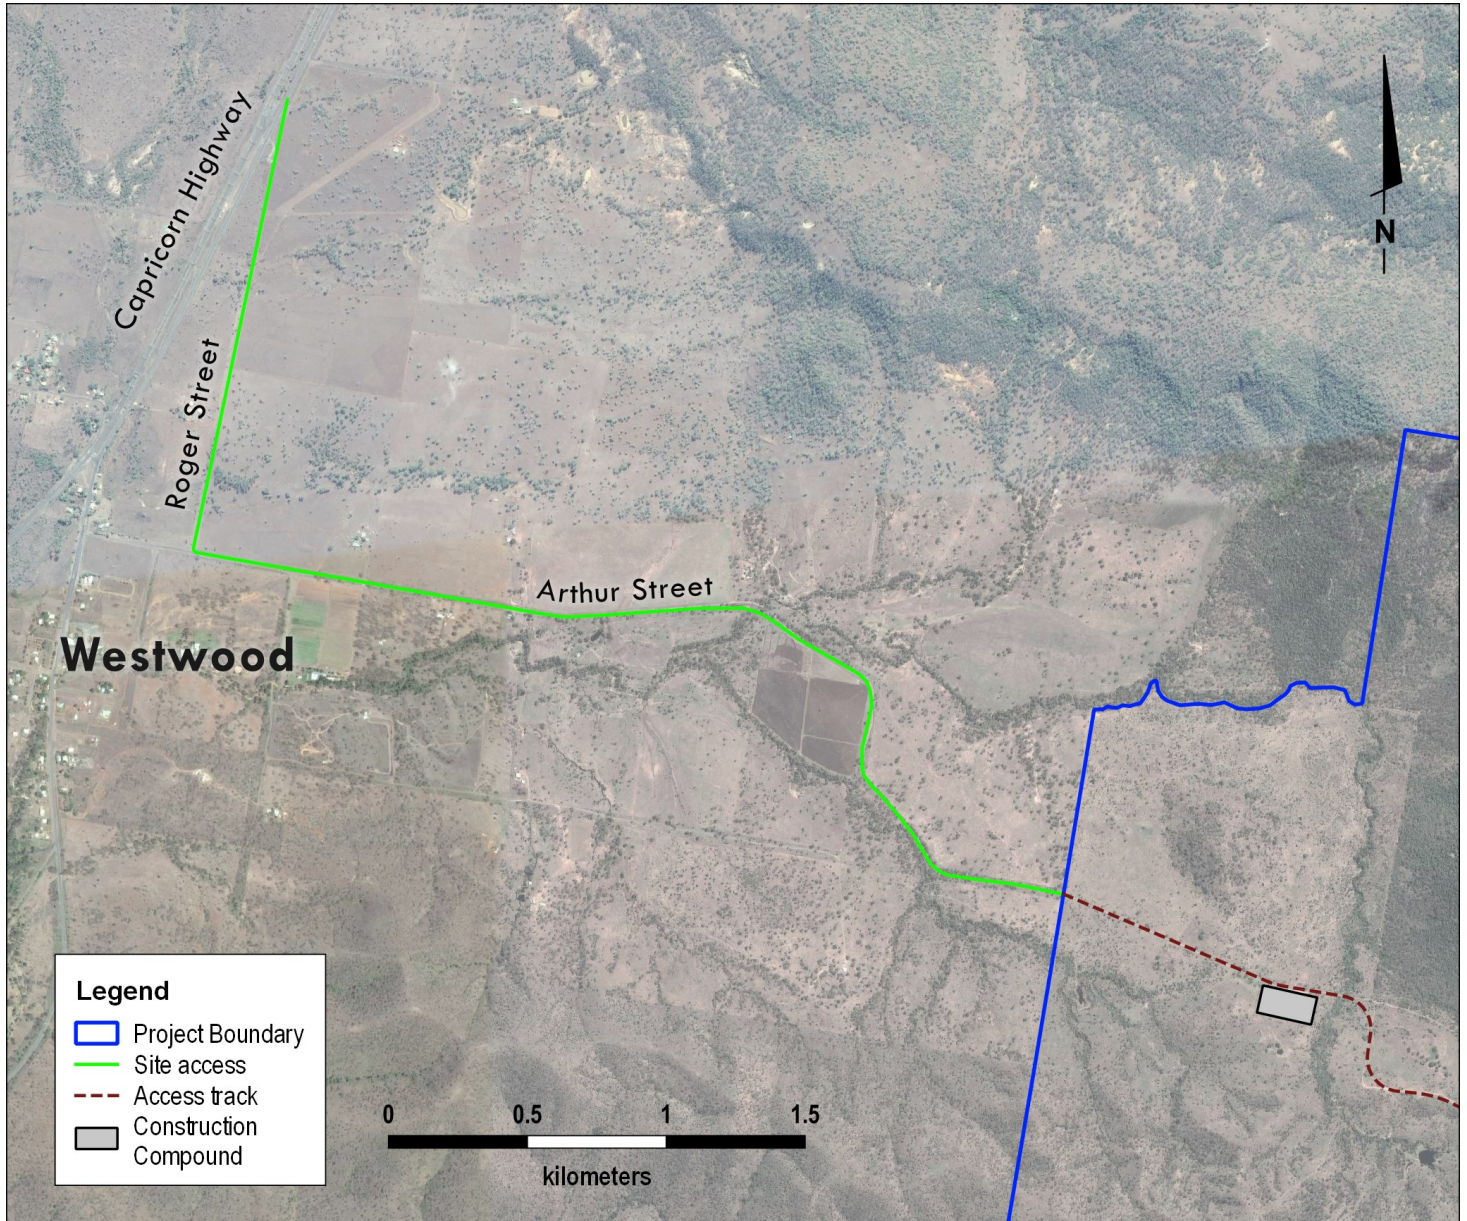 Capricorn Highway
N
Roger Street
Arthur Street
Westwood
Legend
Project Boundary
Site access
Access track
Construction
Compound
0 0.5 1 1.5
kilometers